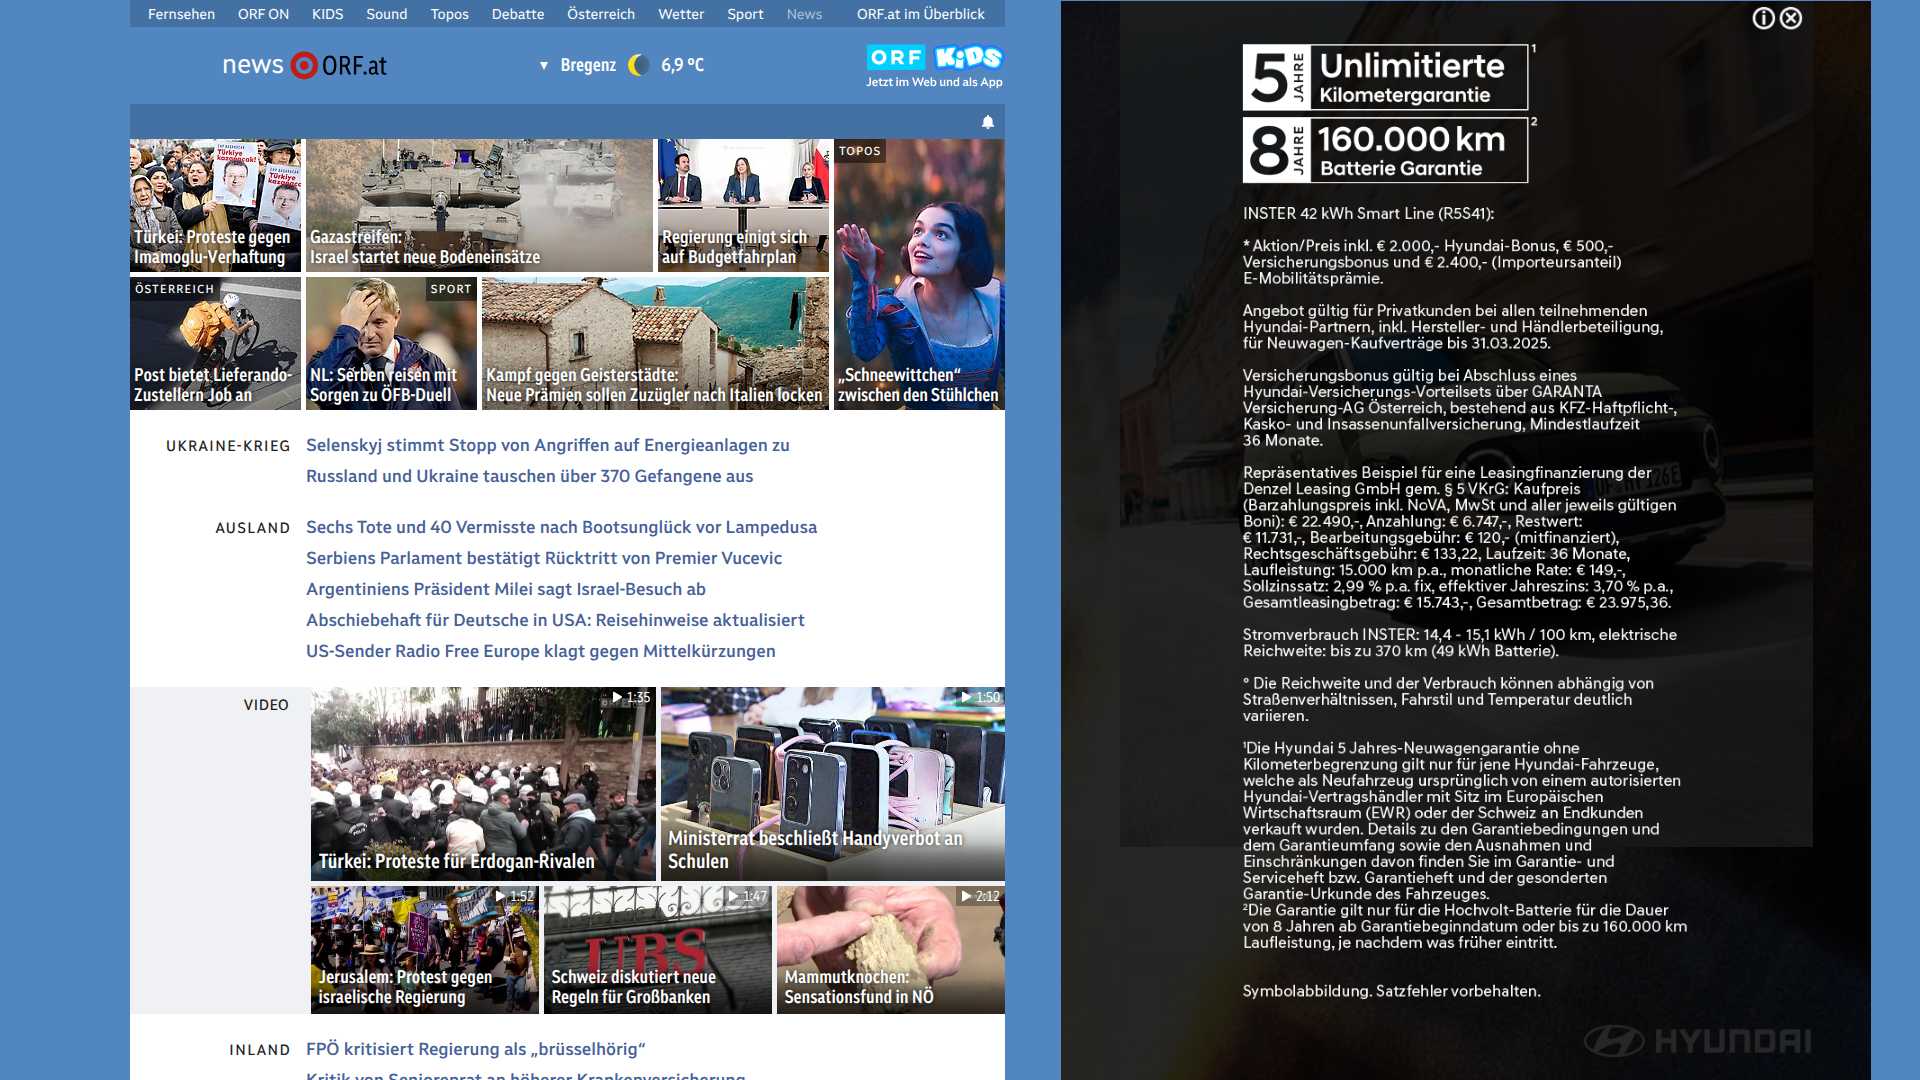 Fernsehen ORF ON KIDS Sound Topos Debatte Österreich Wetter Sport News ORF.at im Überblick
news ORF.at
Bregenz 6,9 °C
ORF KiDS
Jetzt im Web und als App
Türkei: Proteste gegen
Imamoglu-Verhaftung
Gazastreifen:
Israel startet neue Bodeneinsätze
Regierung einigt sich
auf Budgetfahrplan
TOPOS
„Schneewittchen“
zwischen den Stühlchen
ÖSTERREICH
Post bietet Lieferando-
Zustellern Job an
SPORT
NL: Serben reisen mit
Sorgen zu ÖFB-Duell
Kampf gegen Geisterstädte:
Neue Prämien sollen Zuzügler nach Italien locken
UKRAINE-KRIEG
Selenskyj stimmt Stopp von Angriffen auf Energieanlagen zu
Russland und Ukraine tauschen über 370 Gefangene aus
AUSLAND
Sechs Tote und 40 Vermisste nach Bootsunglück vor Lampedusa
Serbiens Parlament bestätigt Rücktritt von Premier Vucevic
Argentiniens Präsident Milei sagt Israel-Besuch ab
Abschiebehaft für Deutsche in USA: Reisehinweise aktualisiert
US-Sender Radio Free Europe klagt gegen Mittelkürzungen
VIDEO
1:35
Türkei: Proteste für Erdogan-Rivalen
1:50
Ministerrat beschließt Handyverbot an
Schulen
1:52
Jerusalem: Protest gegen
israelische Regierung
1:47
UBS
Schweiz diskutiert neue
Regeln für Großbanken
2:12
Mammutknochen:
Sensationsfund in NÖ
INLAND
FPÖ kritisiert Regierung als „brüsselhörig“
Kritik von Seniorenrat an höherer Krankenversicherung
5 JAHRE Unlimitierte Kilometergarantie 1
8 JAHRE 160.000 km Batterie Garantie 2
INSTER 42 kWh Smart Line (R5S41):
* Aktion/Preis inkl. € 2.000,- Hyundai-Bonus, € 500,-
Versicherungsbonus und € 2.400,- (Importeursanteil)
E-Mobilitätsprämie.
Angebot gültig für Privatkunden bei allen teilnehmenden
Hyundai-Partnern, inkl. Hersteller- und Händlerbeteiligung,
für Neuwagen-Kaufverträge bis 31.03.2025.
Versicherungsbonus gültig bei Abschluss eines
Hyundai-Versicherungs-Vorteilsets über GARANTA
Versicherung-AG Österreich, bestehend aus KFZ-Haftpflicht-,
Kasko- und Insassenunfallversicherung, Mindestlaufzeit
36 Monate.
Repräsentatives Beispiel für eine Leasingfinanzierung der
Denzel Leasing GmbH gem. § 5 VKrG: Kaufpreis
(Barzahlungspreis inkl. NoVA, MwSt und aller jeweils gültigen
Boni): € 22.490,-, Anzahlung: € 6.747,-, Restwert:
€ 11.731,-, Bearbeitungsgebühr: € 120,- (mitfinanziert),
Rechtsgeschäftsgebühr: € 133,22, Laufzeit: 36 Monate,
Laufleistung: 15.000 km p.a., monatliche Rate: € 149,-,
Sollzinssatz: 2,99 % p.a. fix, effektiver Jahreszins: 3,70 % p.a.,
Gesamtleasingbetrag: € 15.743,-, Gesamtbetrag: € 23.975,36.
Stromverbrauch INSTER: 14,4 - 15,1 kWh / 100 km, elektrische
Reichweite: bis zu 370 km (49 kWh Batterie).
° Die Reichweite und der Verbrauch können abhängig von
Straßenverhältnissen, Fahrstil und Temperatur deutlich
variieren.
¹Die Hyundai 5 Jahres-Neuwagengarantie ohne
Kilometerbegrenzung gilt nur für jene Hyundai-Fahrzeuge,
welche als Neufahrzeug ursprünglich von einem autorisierten
Hyundai-Vertragshändler mit Sitz im Europäischen
Wirtschaftsraum (EWR) oder der Schweiz an Endkunden
verkauft wurden. Details zu den Garantiebedingungen und
dem Garantieumfang sowie den Ausnahmen und
Einschränkungen davon finden Sie im Garantie- und
Serviceheft bzw. Garantieheft und der gesonderten
Garantie-Urkunde des Fahrzeuges.
²Die Garantie gilt nur für die Hochvolt-Batterie für die Dauer
von 8 Jahren ab Garantiebeginndatum oder bis zu 160.000 km
Laufleistung, je nachdem was früher eintritt.
Symbolabbildung. Satzfehler vorbehalten.
HYUNDAI